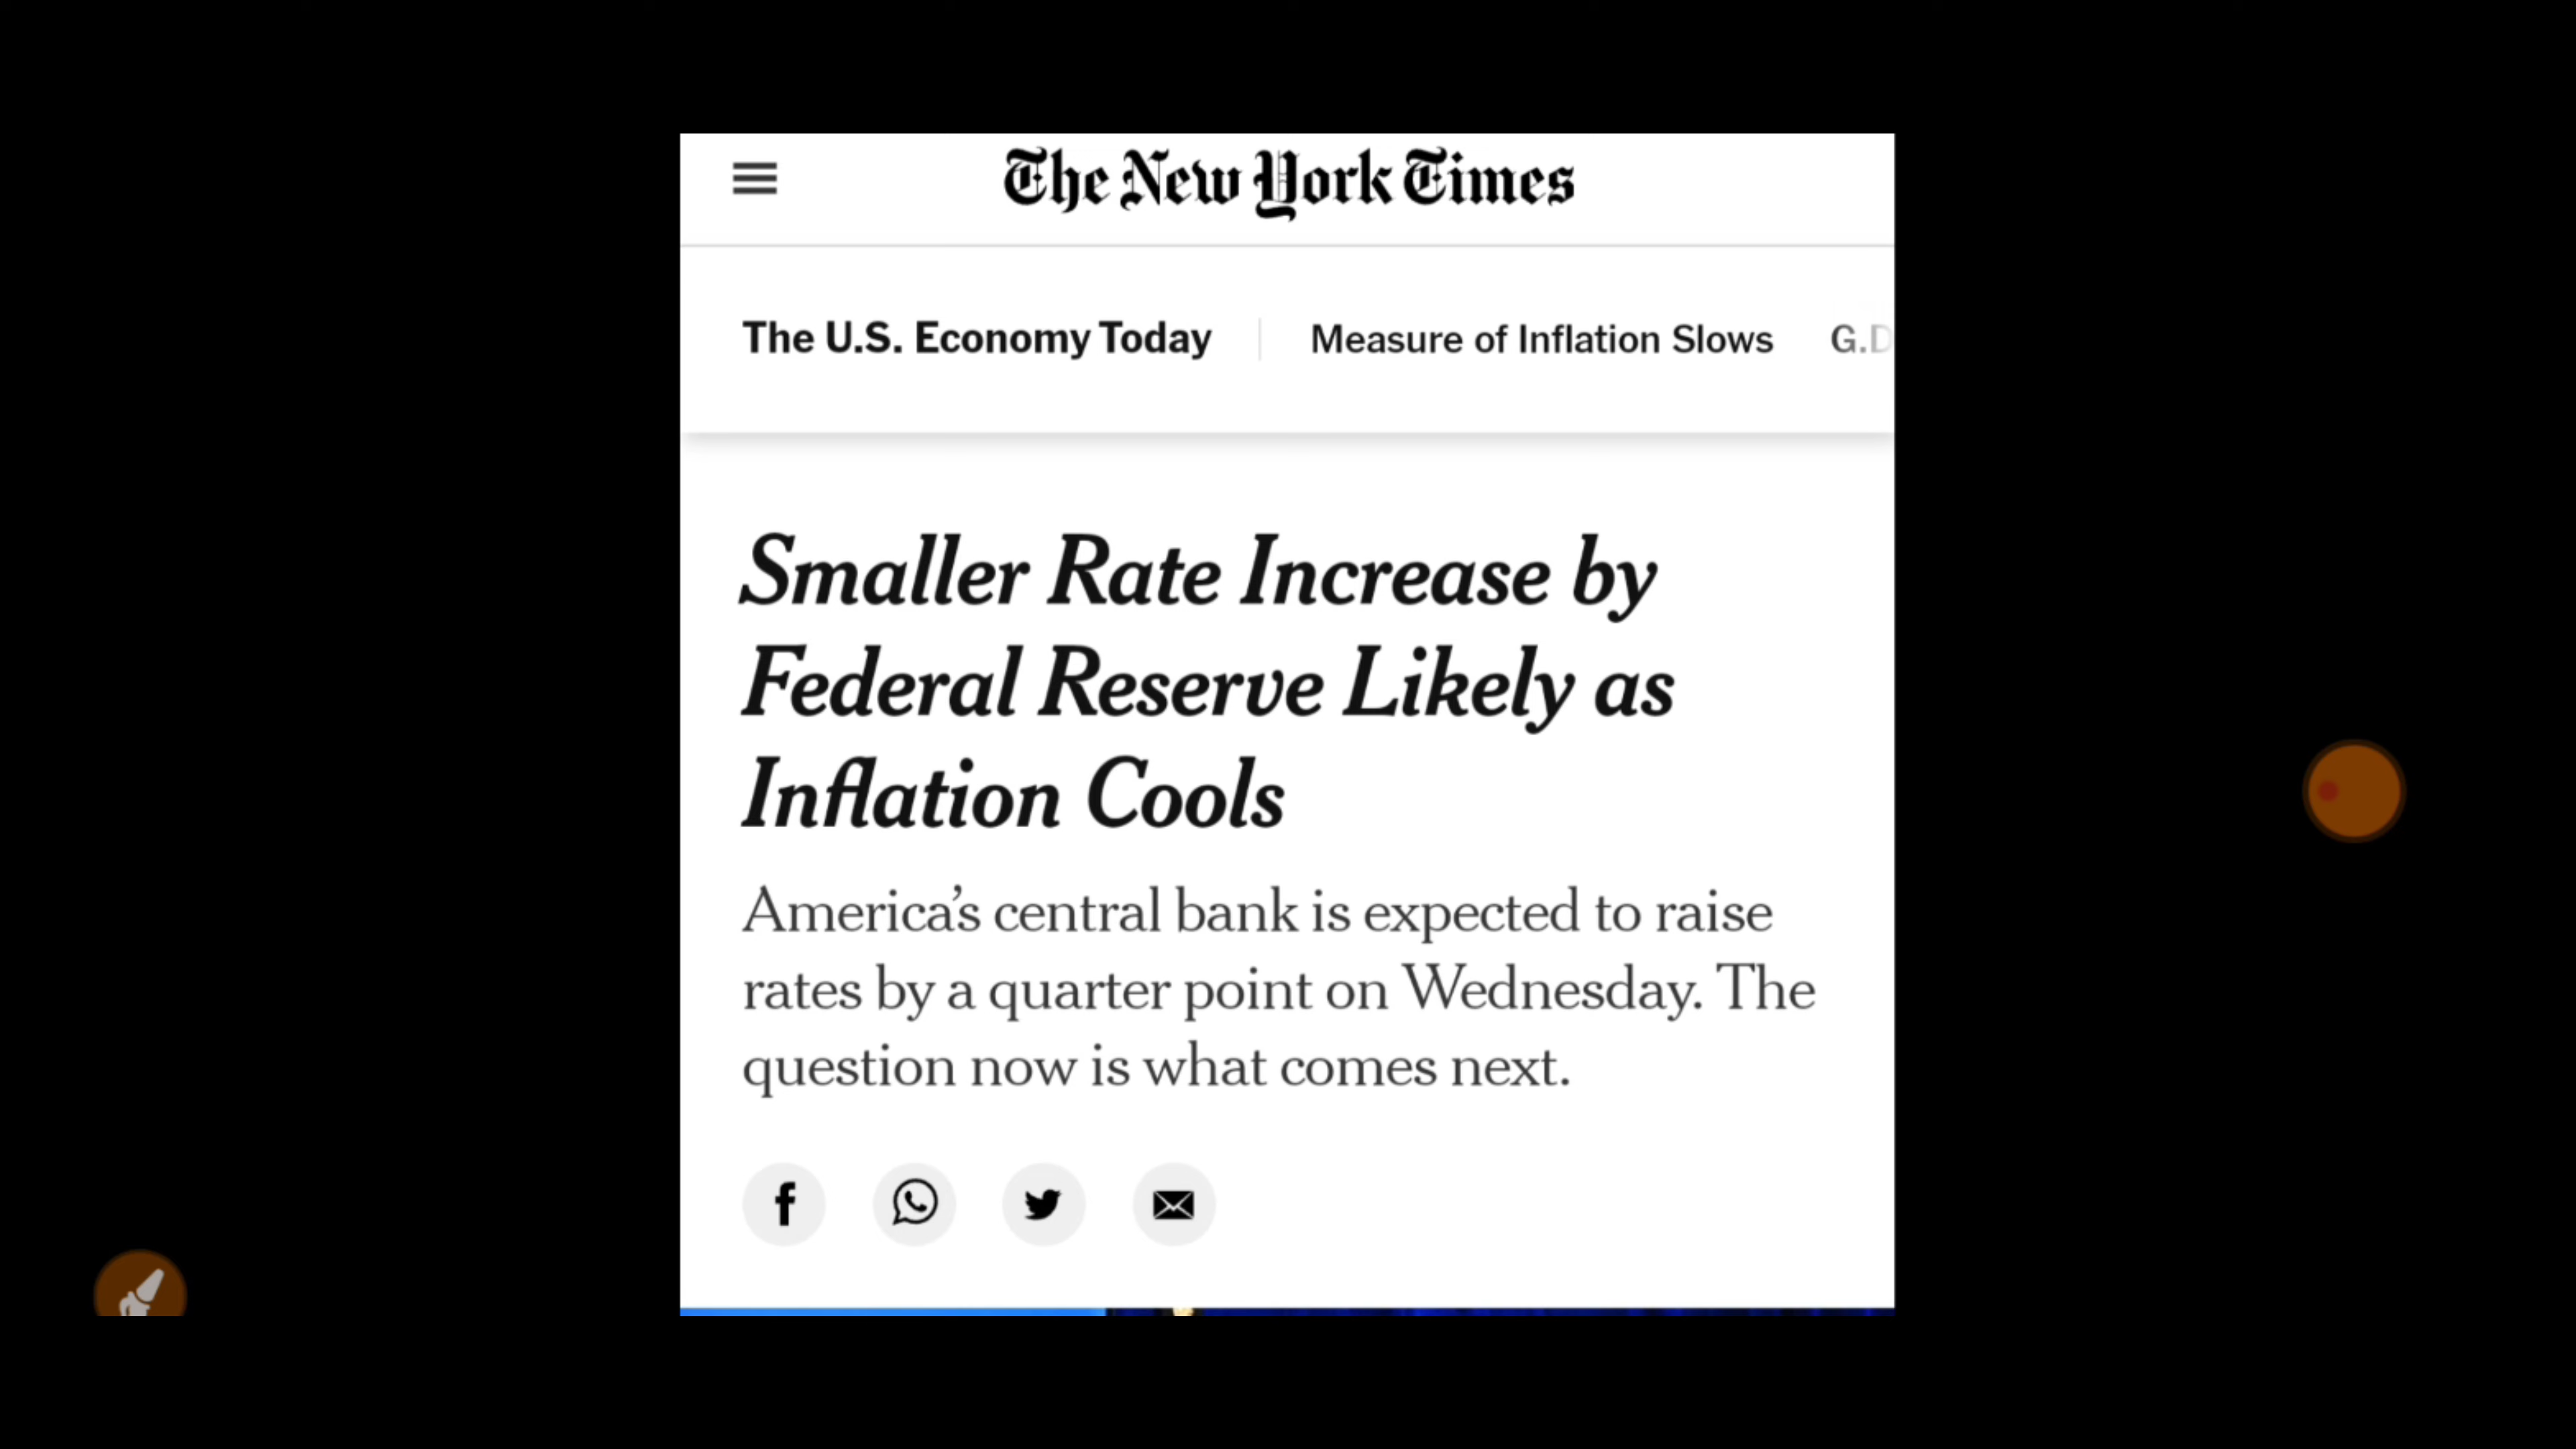 The New York Times
The U.S. Economy Today Measure of Inflation Slows G.D
Smaller Rate Increase by
Federal Reserve Likely as
Inflation Cools
America’s central bank is expected to raise
rates by a quarter point on Wednesday. The
question now is what comes next.